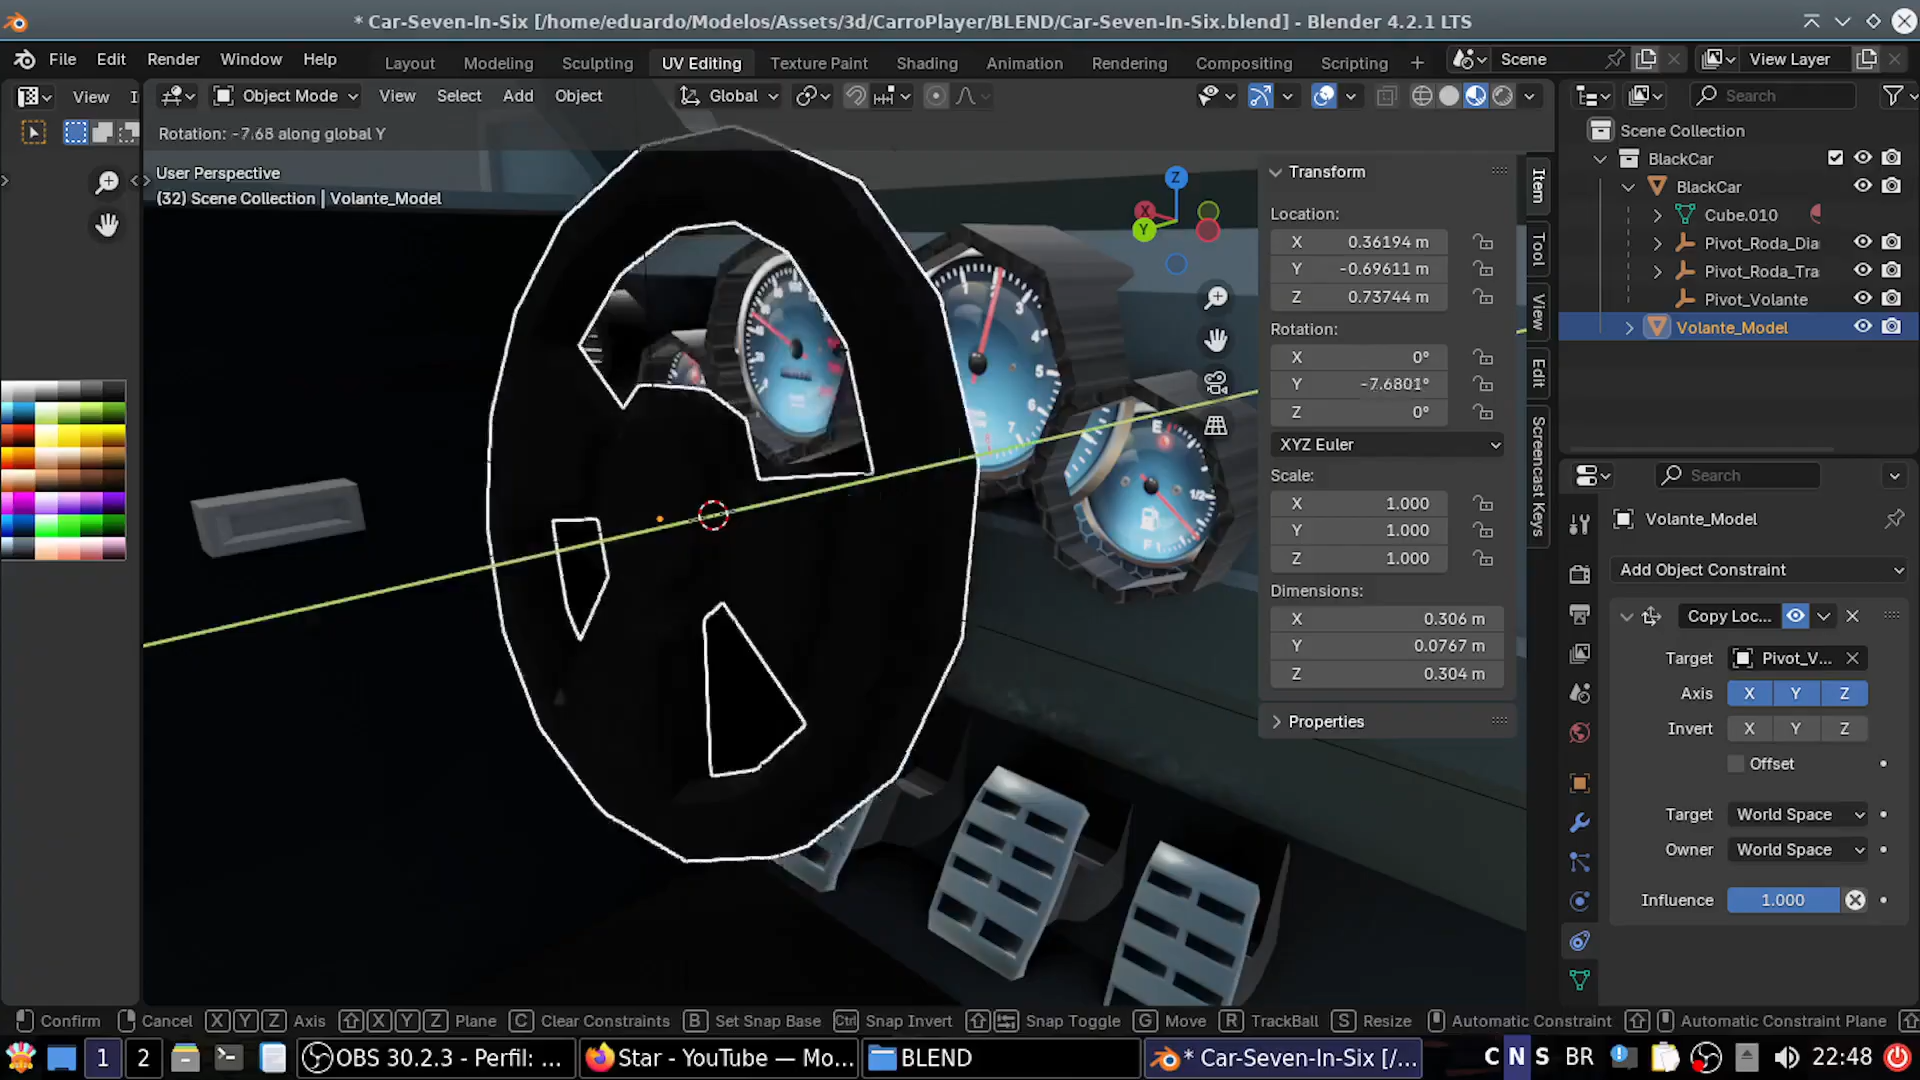 * Car-Seven-In-Six [/home/eduardo/Modelos/Assets/3d/CarroPlayer/BLEND/Car-Seven-In-Six.blend] - Blender 4.2.1 LTS
File Edit Render Window Help
Layout Modeling Sculpting UV Editing Texture Paint Shading Animation Rendering Compositing Scripting +
Scene
View Layer
View
Object Mode View Select Add Object
Global
Search
Rotation: -7.68 along global Y
User Perspective
(32) Scene Collection | Volante_Model
Z
X
Y
Transform
Location:
X 0.36194 m
Y -0.69611 m
Z 0.73744 m
Rotation:
X 0°
Y -7.6801°
Z 0°
XYZ Euler
Scale:
X 1.000
Y 1.000
Z 1.000
Dimensions:
X 0.306 m
Y 0.0767 m
Z 0.304 m
Properties
Item
Tool
View
Edit
Screencast Keys
Scene Collection
BlackCar
BlackCar
Cube.010
Pivot_Roda_Dia
Pivot_Roda_Tra
Pivot_Volante
Volante_Model
Search
Volante_Model
Add Object Constraint
Copy Loc...
Target Pivot_V...
Axis X Y Z
Invert X Y Z
Offset
Target World Space
Owner World Space
Influence 1.000
1
3
5
6
7
E
1/2
F
Confirm Cancel X Y Z Axis X Y Z Plane C Clear Constraints B Set Snap Base Ctrl Snap Invert Snap Toggle G Move R TrackBall S Resize Automatic Constraint Automatic Constraint Plane
1 2 OBS 30.2.3 - Perfil: ... Star - YouTube — Mo... BLEND * Car-Seven-In-Six [/... C N S BR 22:48